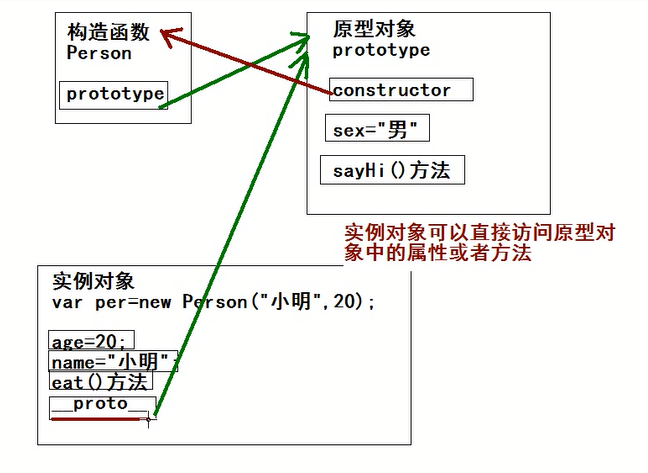 构造函数
Person
prototype
原型对象
prototype
constructor
sex="男"
sayHi()方法
实例对象可以直接访问原型对
象中的属性或者方法
实例对象
var per=new Person("小明",20);
age=20;
name="小明";
eat()方法
__proto__